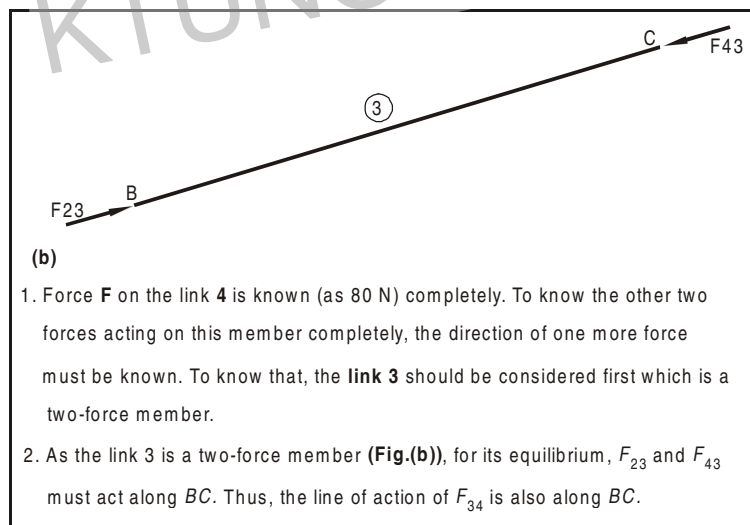 KTUNO
C
F43
3
B
F23
(b)
1. Force F on the link 4 is known (as 80 N) completely. To know the other two
forces acting on this member completely, the direction of one more force
must be known. To know that, the link 3 should be considered first which is a
two-force member.
2. As the link 3 is a two-force member (Fig.(b)), for its equilibrium, F23 and F43
must act along BC. Thus, the line of action of F34 is also along BC.